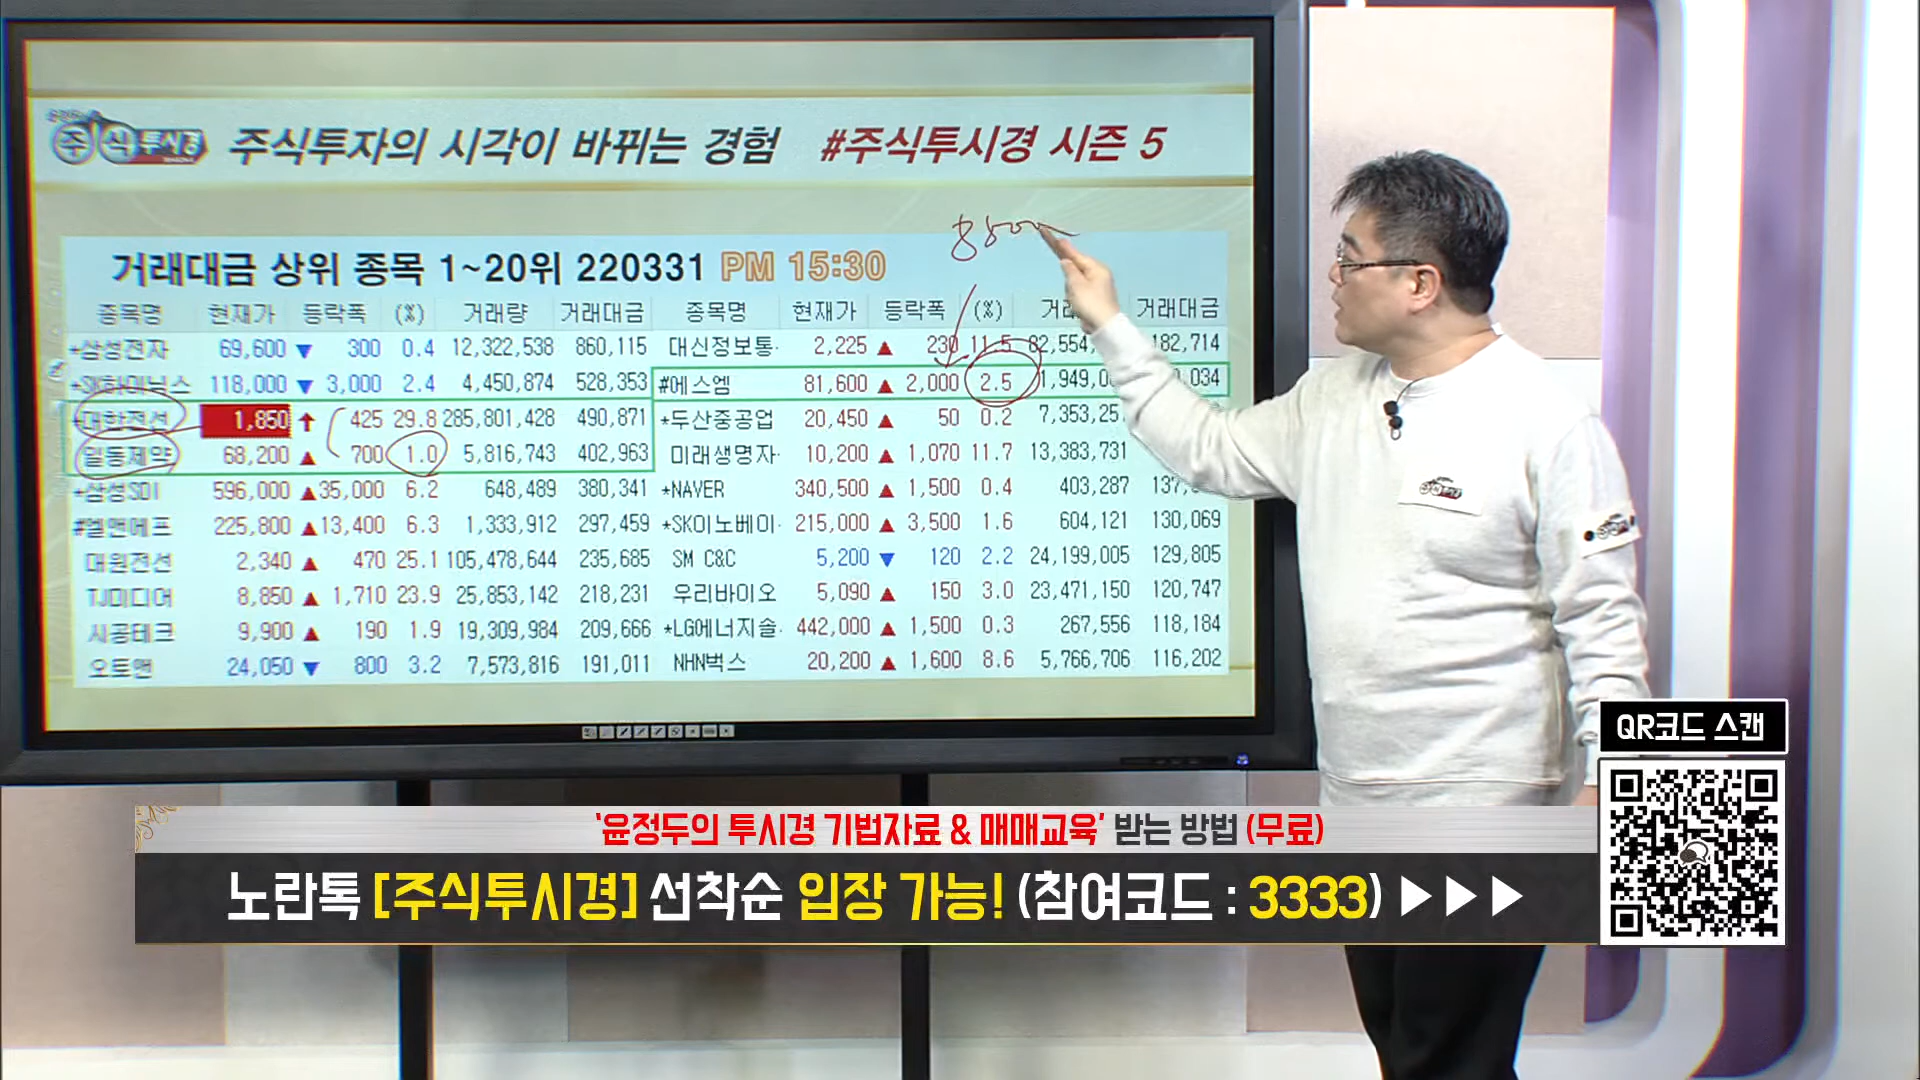 주식투시경
주식투자의 시각이 바뀌는 경험 #주식투시경 시즌 5
거래대금 상위 종목 1~20위 220331 PM 15:30
종목명 현재가 등락폭 (%) 거래량 거래대금 종목명 현재가 등락폭 (%) 거래대금
*삼성전자 69,600 ▼ 300 0.4 12,322,538 860,115 대신정보통 2,225 ▲ 230 11.5 82,554, 182,714
*SK하이닉스 118,000 ▼ 3,000 2.4 4,450,874 528,353 #에스엠 81,600 ▲ 2,000 2.5 034
*대한전선 1,850 ↑ 425 29.8 285,801,428 490,871 *두산중공업 20,450 ▲ 50 0.2
일동제약 68,200 ▲ 700 1.0 5,816,743 402,963 미래생명자 10,200 ▲ 1,070 11.7 13,383,731
*삼성SDI 596,000 ▲ 35,000 6.2 648,489 380,341 *NAVER 340,500 ▲ 1,500 0.4 403,287
#엘앤에프 225,800 ▲ 13,400 6.3 1,333,912 297,459 *SK이노베이 215,000 ▲ 3,500 1.6 604,121 130,069
대원전선 2,340 ▲ 470 25.1 105,478,644 235,685 SM C&C 5,200 ▼ 120 2.2 24,199,005 129,805
TJ미디어 8,850 ▲ 1,710 23.9 25,853,142 218,231 우리바이오 5,090 ▲ 150 3.0 23,471,150 120,747
시공테크 9,900 ▲ 190 1.9 19,309,984 209,666 *LG에너지솔 442,000 ▲ 1,500 0.3 267,556 118,184
오토앤 24,050 ▼ 800 3.2 7,573,816 191,011 NHN벅스 20,200 ▲ 1,600 8.6 5,766,706 116,202
QR코드 스캔
'윤정두의 투시경 기법자료 & 매매교육' 받는 방법 (무료)
노란톡 [주식투시경] 선착순 입장 가능! (참여코드 : 3333) ▶▶▶